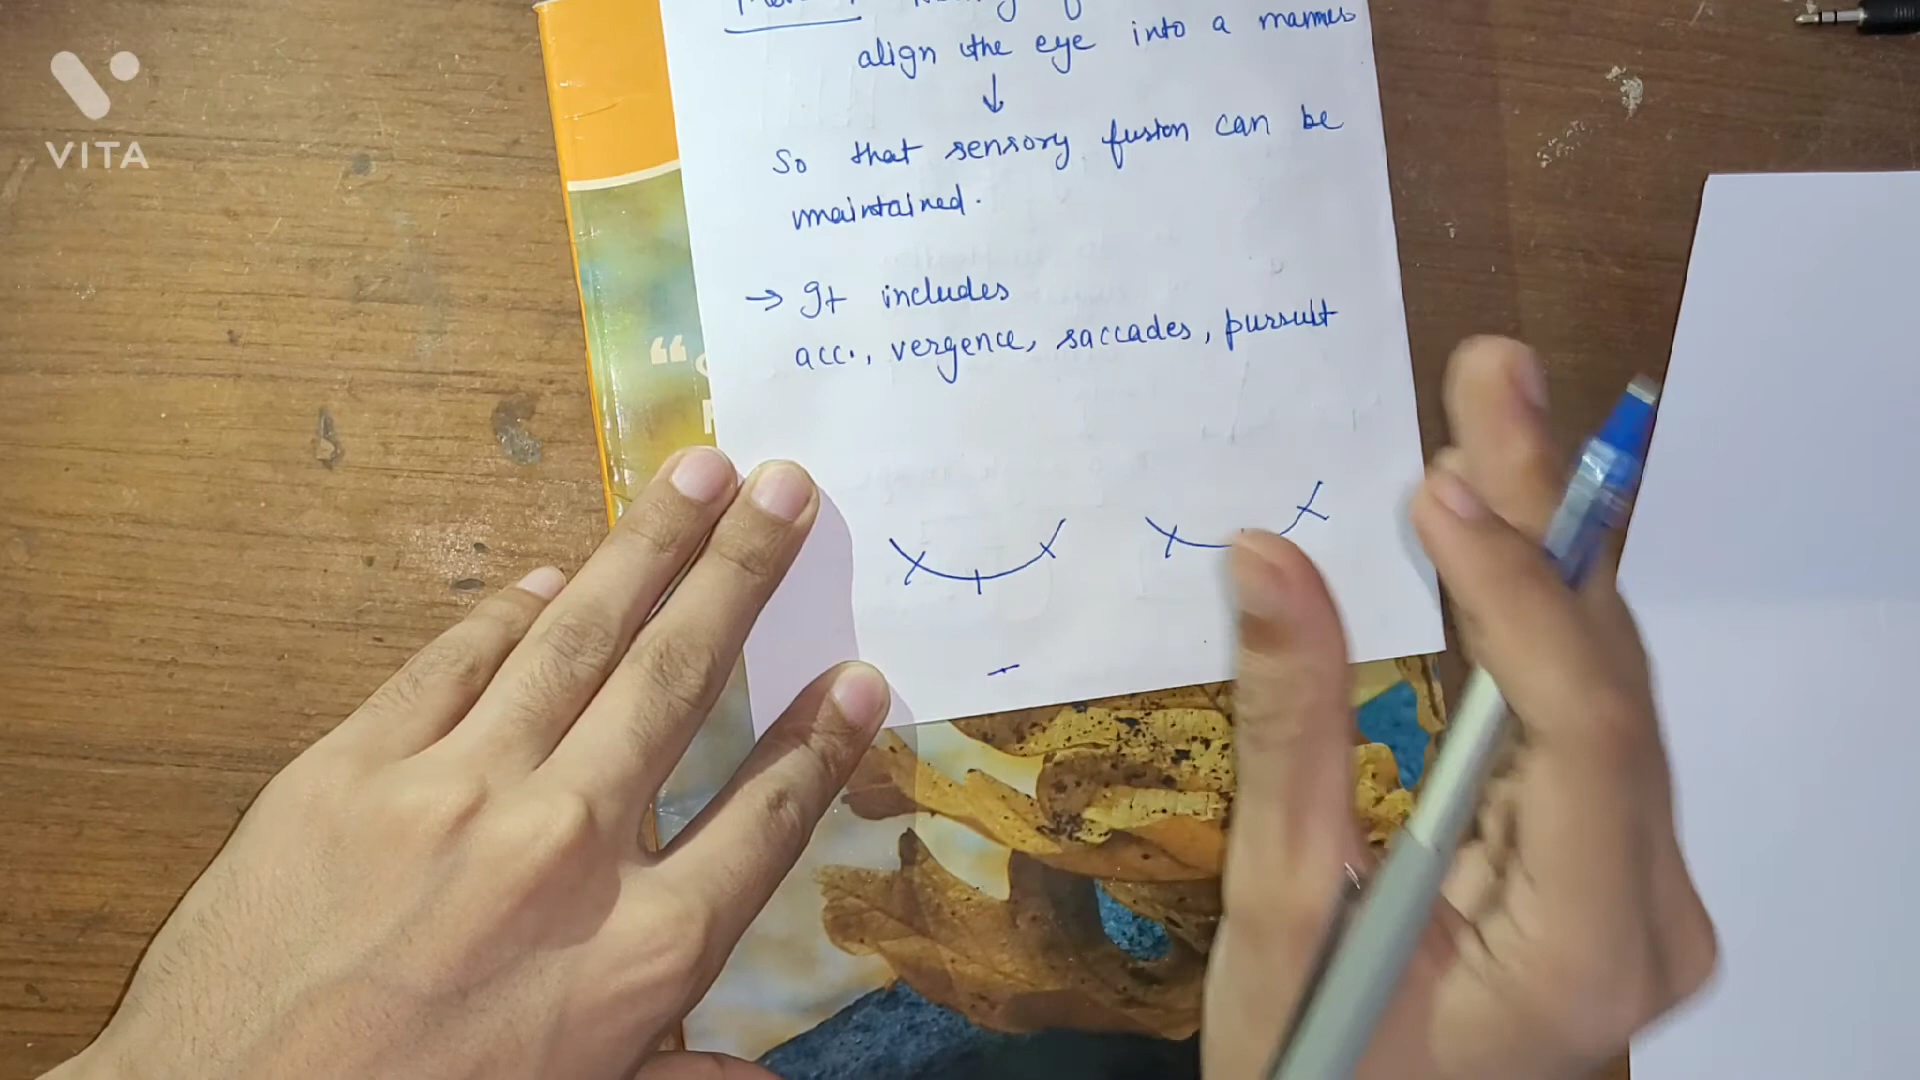 VITA
align the eye into a manner
↓
So that sensory fusion can be
maintained.
→ It includes
acc., vergence, saccades, pursuit
“